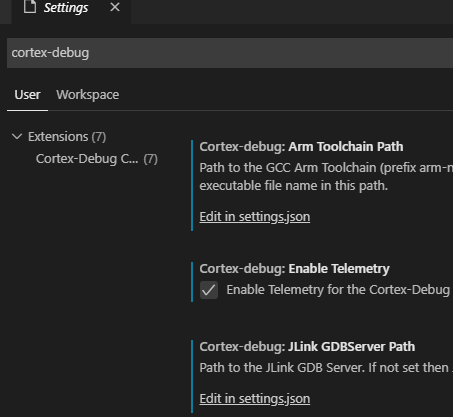 Settings
cortex-debug
User Workspace
Extensions (7)
Cortex-Debug C... (7)
Cortex-debug: Arm Toolchain Path
Path to the GCC Arm Toolchain (prefix arm-n
executable file name in this path.
Edit in settings.json
Cortex-debug: Enable Telemetry
Enable Telemetry for the Cortex-Debug
Cortex-debug: JLink GDBServer Path
Path to the JLink GDB Server. If not set then
Edit in settings.json